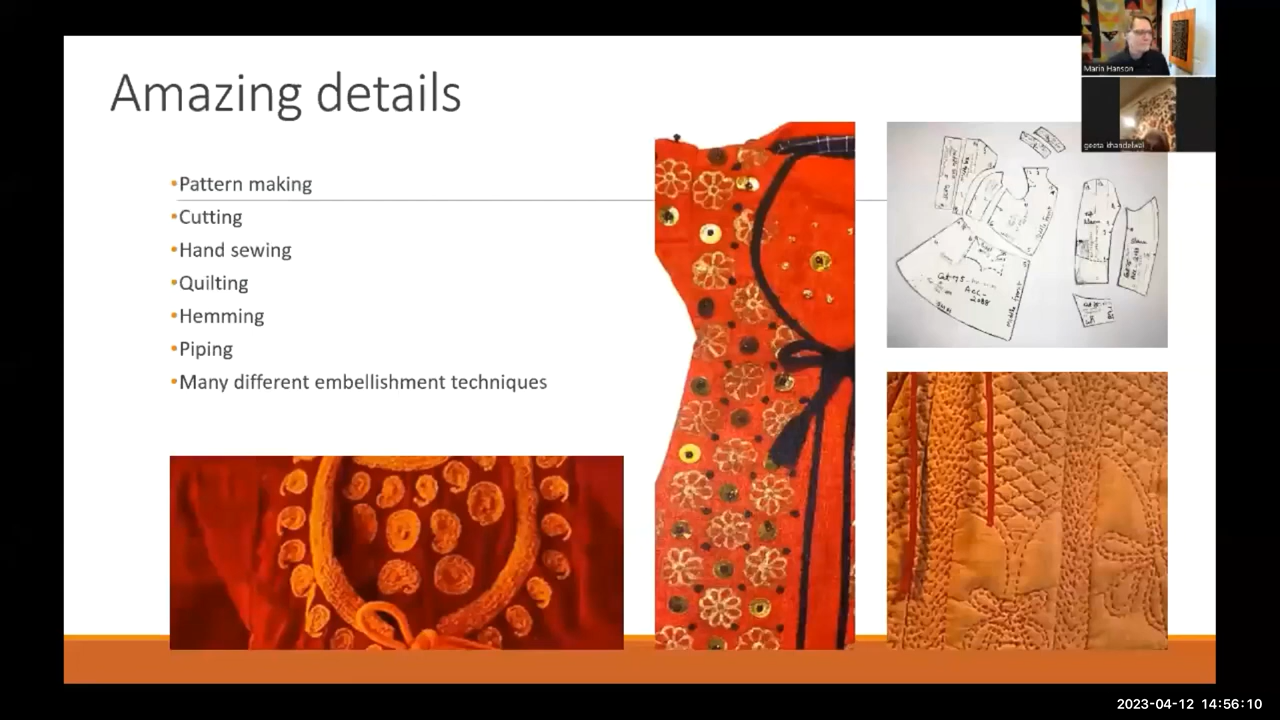 Amazing details
•Pattern making
•Cutting
•Hand sewing
•Quilting
•Hemming
•Piping
•Many different embellishment techniques
Marin Hanson
geeta khandelwal
2023-04-12 14:56:10